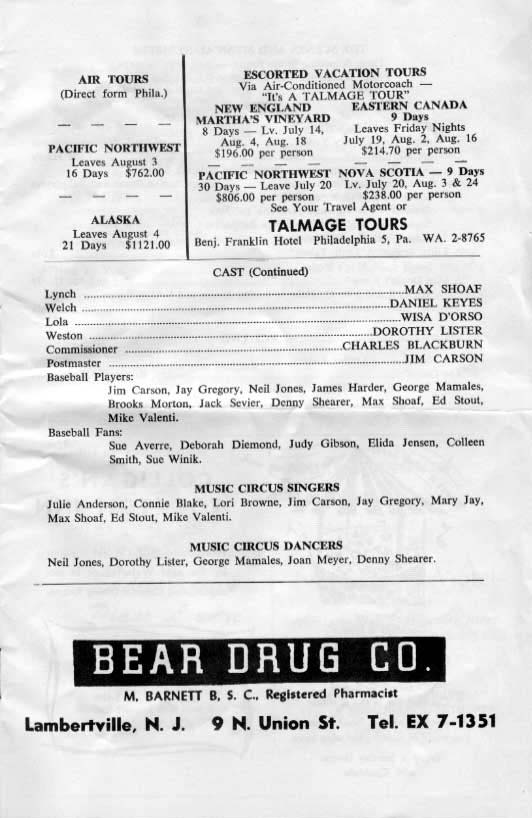 AIR TOURS
(Direct form Phila.)
PACIFIC NORTHWEST
Leaves August 3
16 Days $762.00
ALASKA
Leaves August 4
21 Days $1121.00
ESCORTED VACATION TOURS
Via Air-Conditioned Motorcoach —
"It's A TALMAGE TOUR"
NEW ENGLAND
MARTHA'S VINEYARD
8 Days — Lv. July 14,
Aug. 4, Aug. 18
$196.00 per person
EASTERN CANADA
9 Days
Leaves Friday Nights
July 19, Aug. 2, Aug. 16
$214.70 per person
PACIFIC NORTHWEST
30 Days — Leave July 20
$806.00 per person
NOVA SCOTIA — 9 Days
Lv. July 20, Aug. 3 & 24
$238.00 per person
See Your Travel Agent or
TALMAGE TOURS
Benj. Franklin Hotel Philadelphia 5, Pa. WA. 2-8765
CAST (Continued)
Lynch ..... MAX SHOAF
Welch ..... DANIEL KEYES
Lola ..... WISA D'ORSO
Weston ..... DOROTHY LISTER
Commissioner ..... CHARLES BLACKBURN
Postmaster ..... JIM CARSON
Baseball Players:
Jim Carson, Jay Gregory, Neil Jones, James Harder, George Mamales,
Brooks Morton, Jack Sevier, Denny Shearer, Max Shoaf, Ed Stout,
Mike Valenti.
Baseball Fans:
Sue Averre, Deborah Diemond, Judy Gibson, Elida Jensen, Colleen
Smith, Sue Winik.
MUSIC CIRCUS SINGERS
Julie Anderson, Connie Blake, Lori Browne, Jim Carson, Jay Gregory, Mary Jay,
Max Shoaf, Ed Stout, Mike Valenti.
MUSIC CIRCUS DANCERS
Neil Jones, Dorothy Lister, George Mamales, Joan Meyer, Denny Shearer.
BEAR DRUG CO.
M. BARNETT B. S. C., Registered Pharmacist
Lambertville, N. J. 9 N. Union St. Tel. EX 7-1351